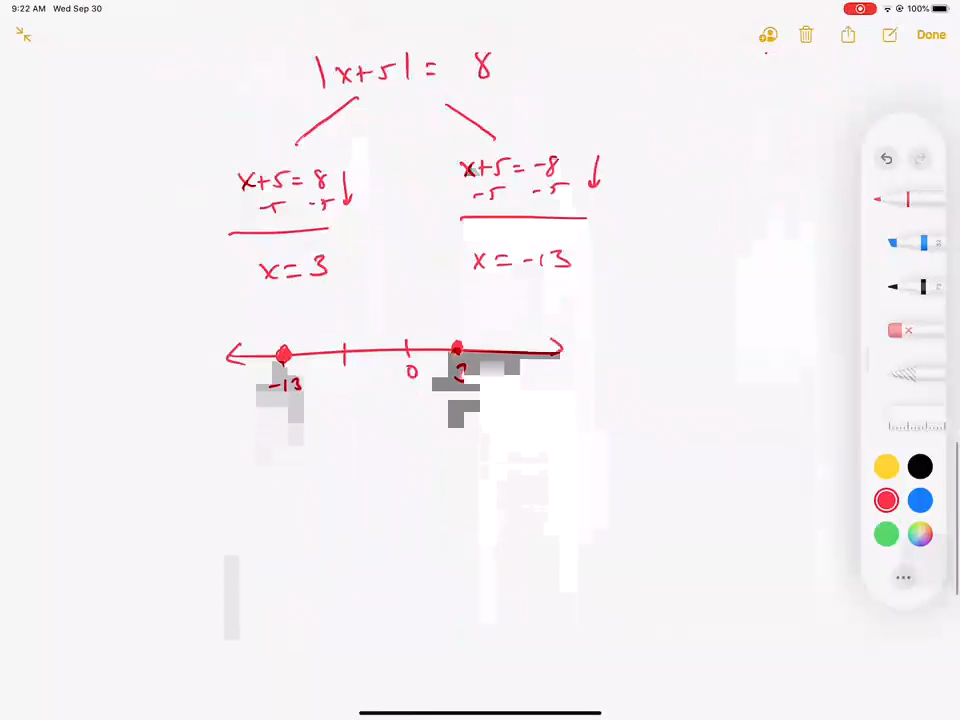 9:22 AM Wed Sep 30
100%
Done
|x+5| = 8
x+5=8
-5 -5
x=3
x+5=-8
-5 -5
x=-13
-13 0